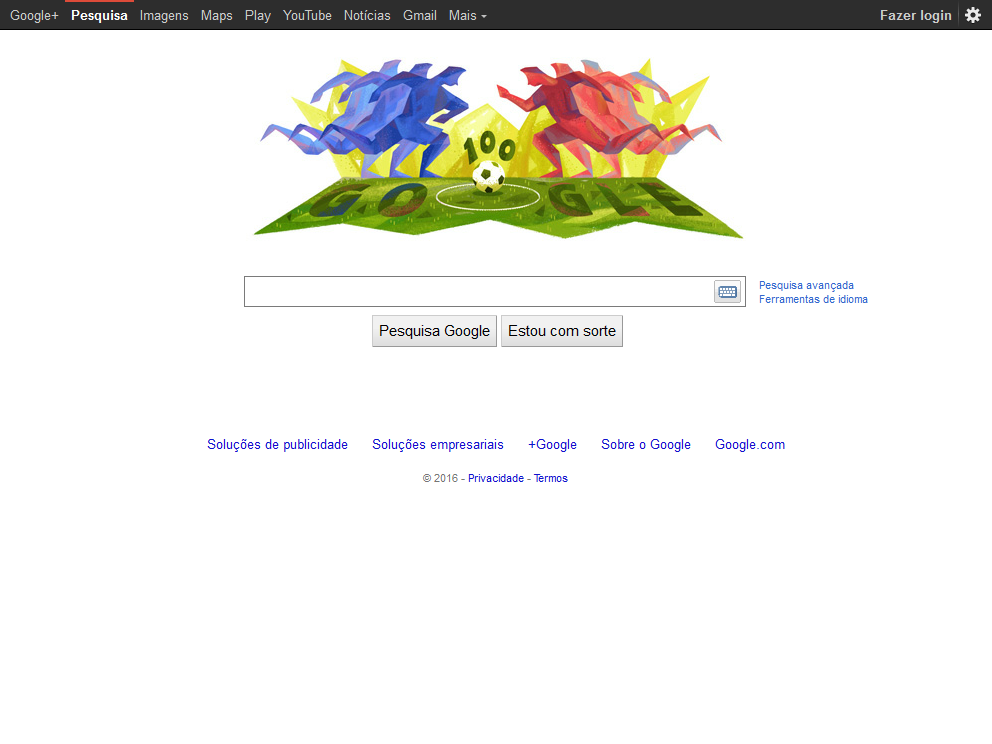 Google+ Pesquisa Imagens Maps Play YouTube Notícias Gmail Mais Fazer login
100
GOOGLE
Pesquisa avançada
Ferramentas de idioma
Pesquisa Google Estou com sorte
Soluções de publicidade Soluções empresariais +Google Sobre o Google Google.com
© 2016 - Privacidade - Termos